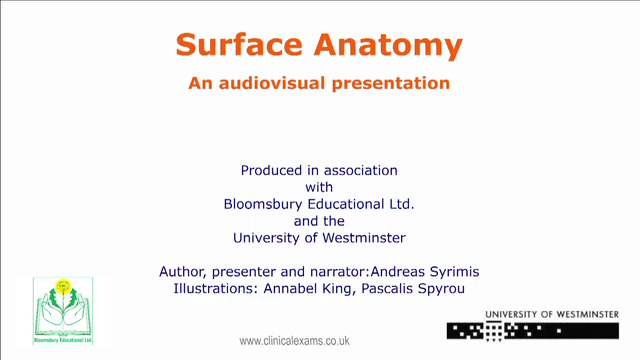 Surface Anatomy
An audiovisual presentation
Produced in association
with
Bloomsbury Educational Ltd.
and the
University of Westminster
Author, presenter and narrator:Andreas Syrimis
Illustrations: Annabel King, Pascalis Spyrou
Bloomsbury Educational Ltd.
www.clinicalexams.co.uk
UNIVERSITY OF WESTMINSTER